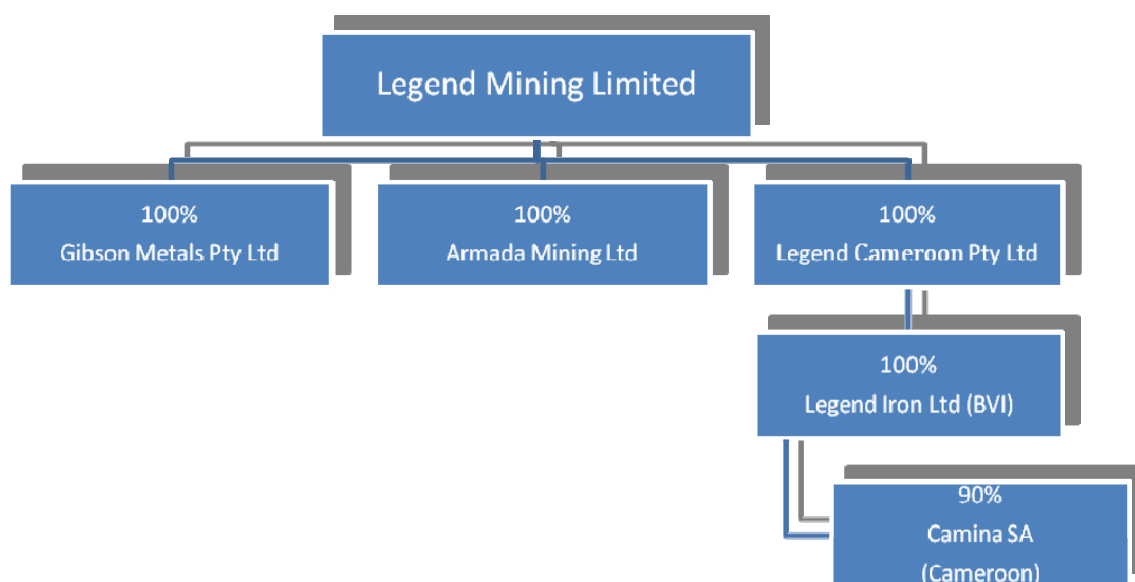 Legend Mining Limited
100%
Gibson Metals Pty Ltd
100%
Armada Mining Ltd
100%
Legend Cameroon Pty Ltd
100%
Legend Iron Ltd (BVI)
90%
Camina SA
(Cameroon)